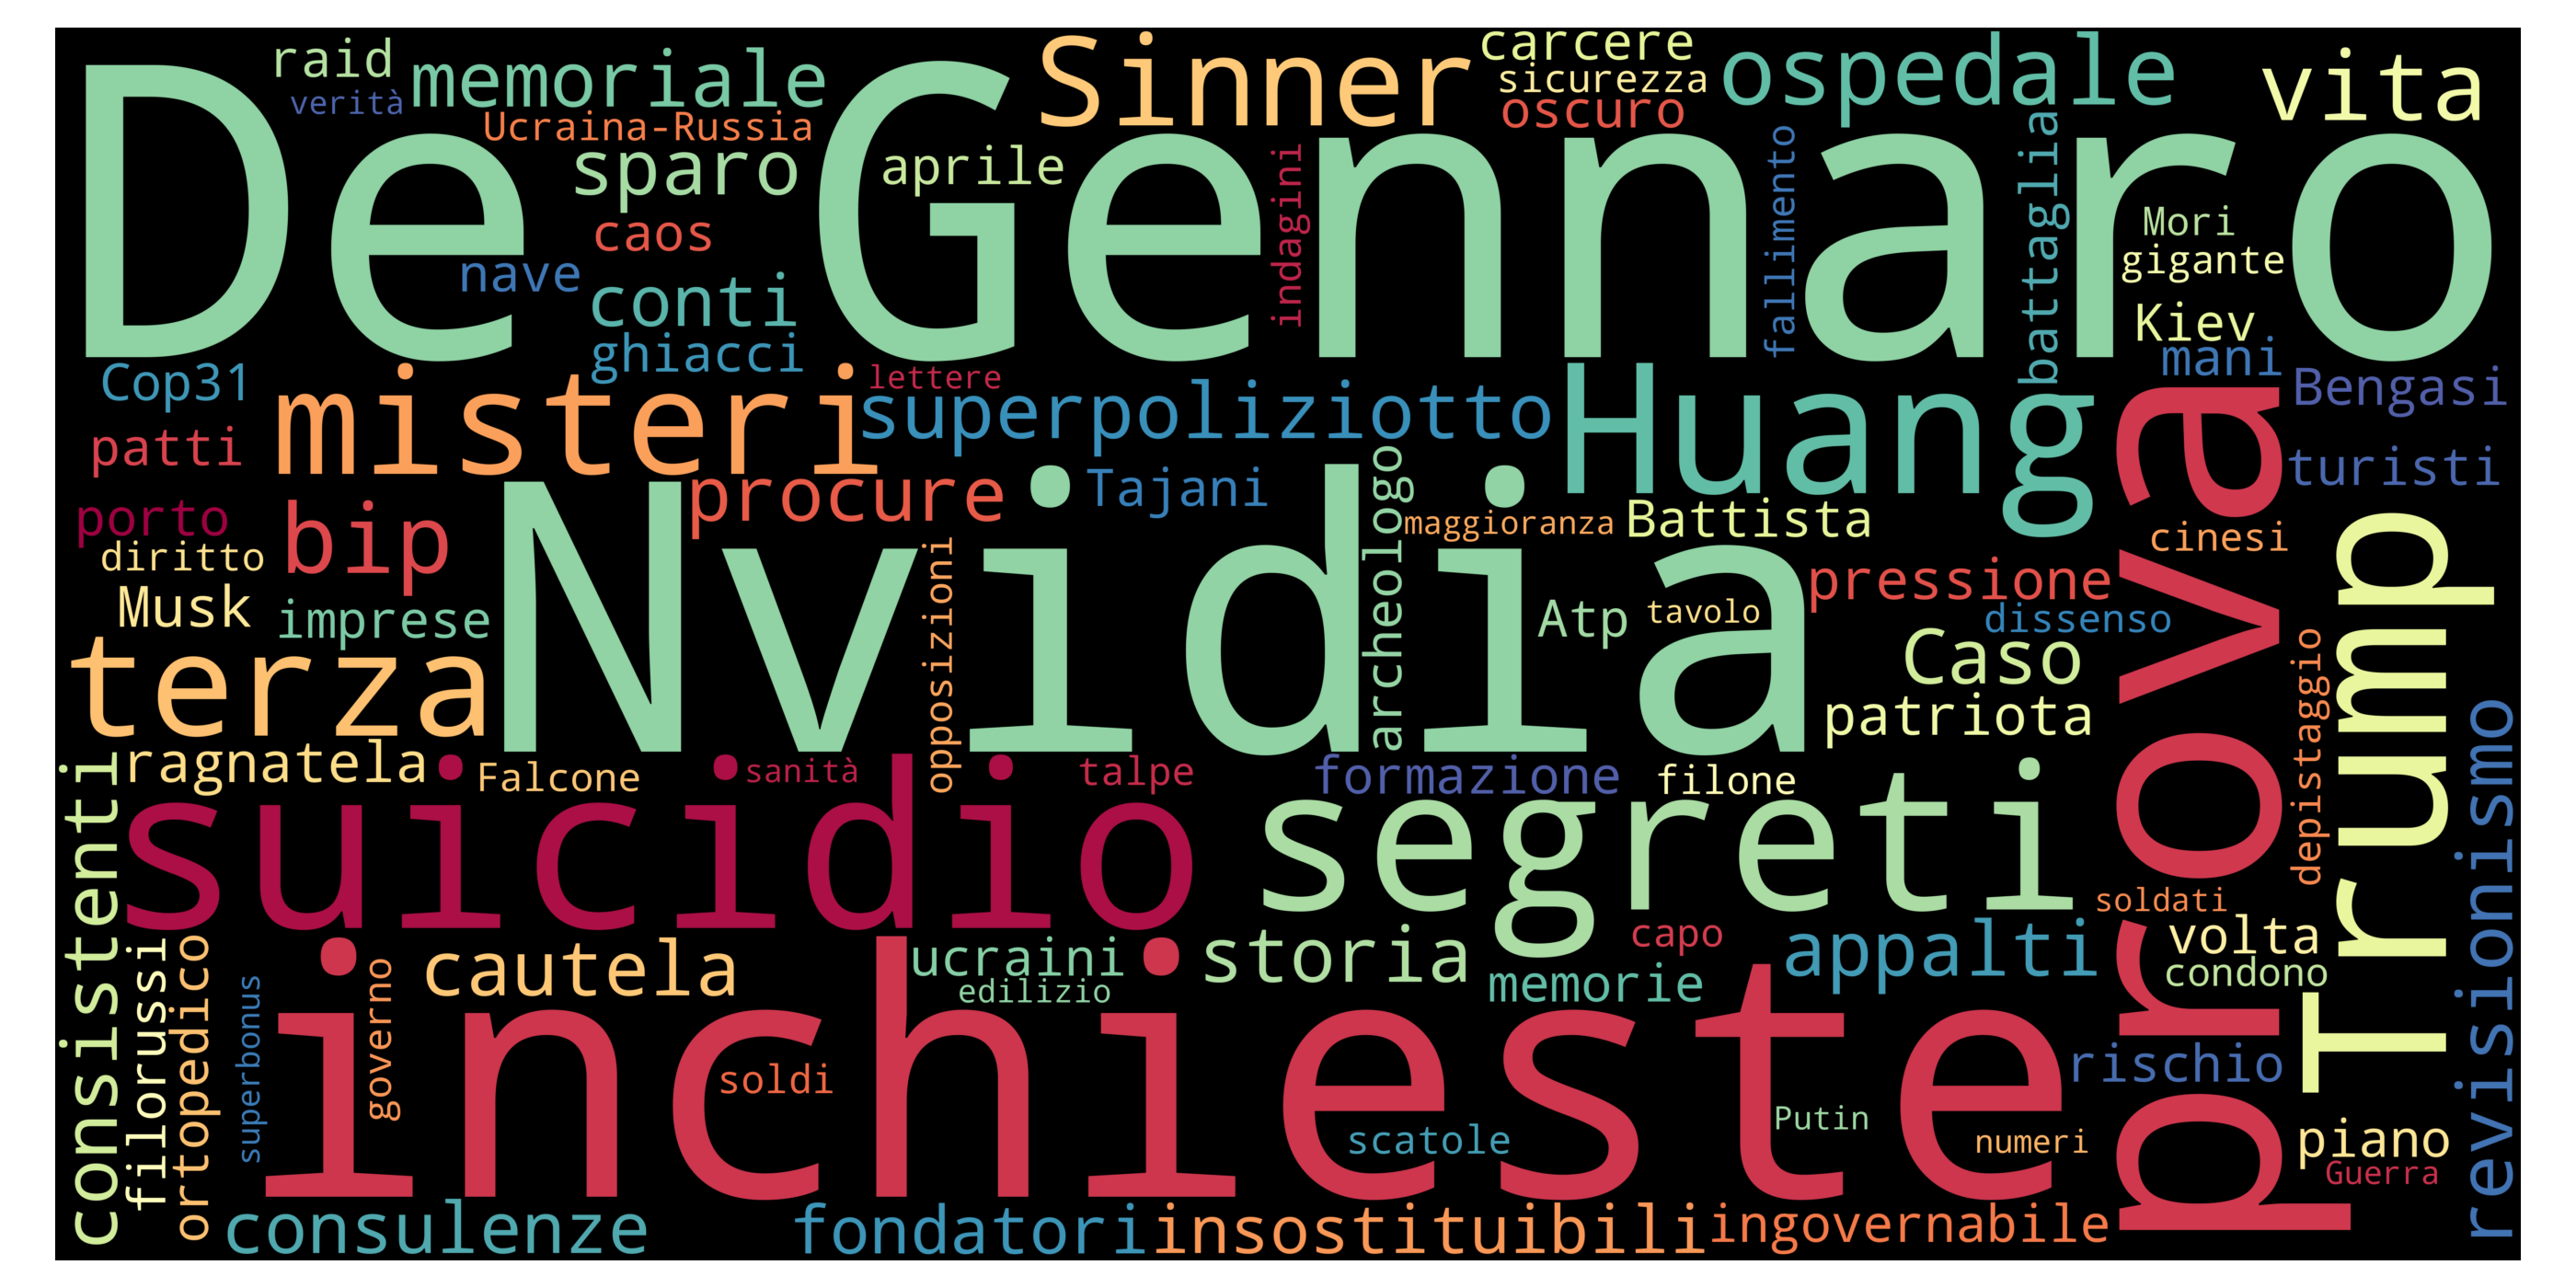 De Gennaro
raid
verità
memoriale
Ucraina-Russia
sparo
aprile
Sinner
carcere
sicurezza
oscuro
ospedale
vita
caos
nave
conti
ghiacci
indagini
fallimento
battaglia
Mori
gigante
Kiev
mani
Bengasi
turisti
Cop31
patti
porto
misteri
lettere
superpoliziotto
Huang
procure
Tajani
archeologo
maggioranza
Battista
cinesi
bip
diritto
Musk
imprese
Nvidia
opposizioni
Atp
tavolo
pressione
dissenso
Caso
patriota
prova
Trump
depistaggio
revisionismo
terza
ragnatela
Falcone
sanità
talpe
formazione
filone
consistenti
suicidio
segreti
soldati
volta
condono
filorussi
ortopedico
superbonus
governo
cautela
ucraini
edilizio
storia
capo
memorie
appalti
rischio
inchieste
soldi
scatole
Putin
numeri
piano
Guerra
consulenze
fondatori
insostituibili
ingovernabile